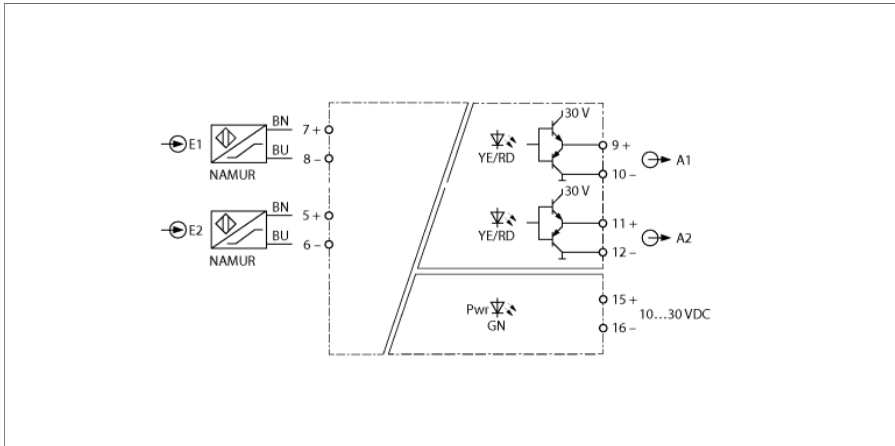 E1
BN
7 +
BU
8 –
NAMUR
E2
BN
5 +
BU
6 –
NAMUR
30 V
YE/RD
9 +
10 –
A1
30 V
YE/RD
11 +
12 –
A2
Pwr
GN
15 +
16 –
10...30 VDC